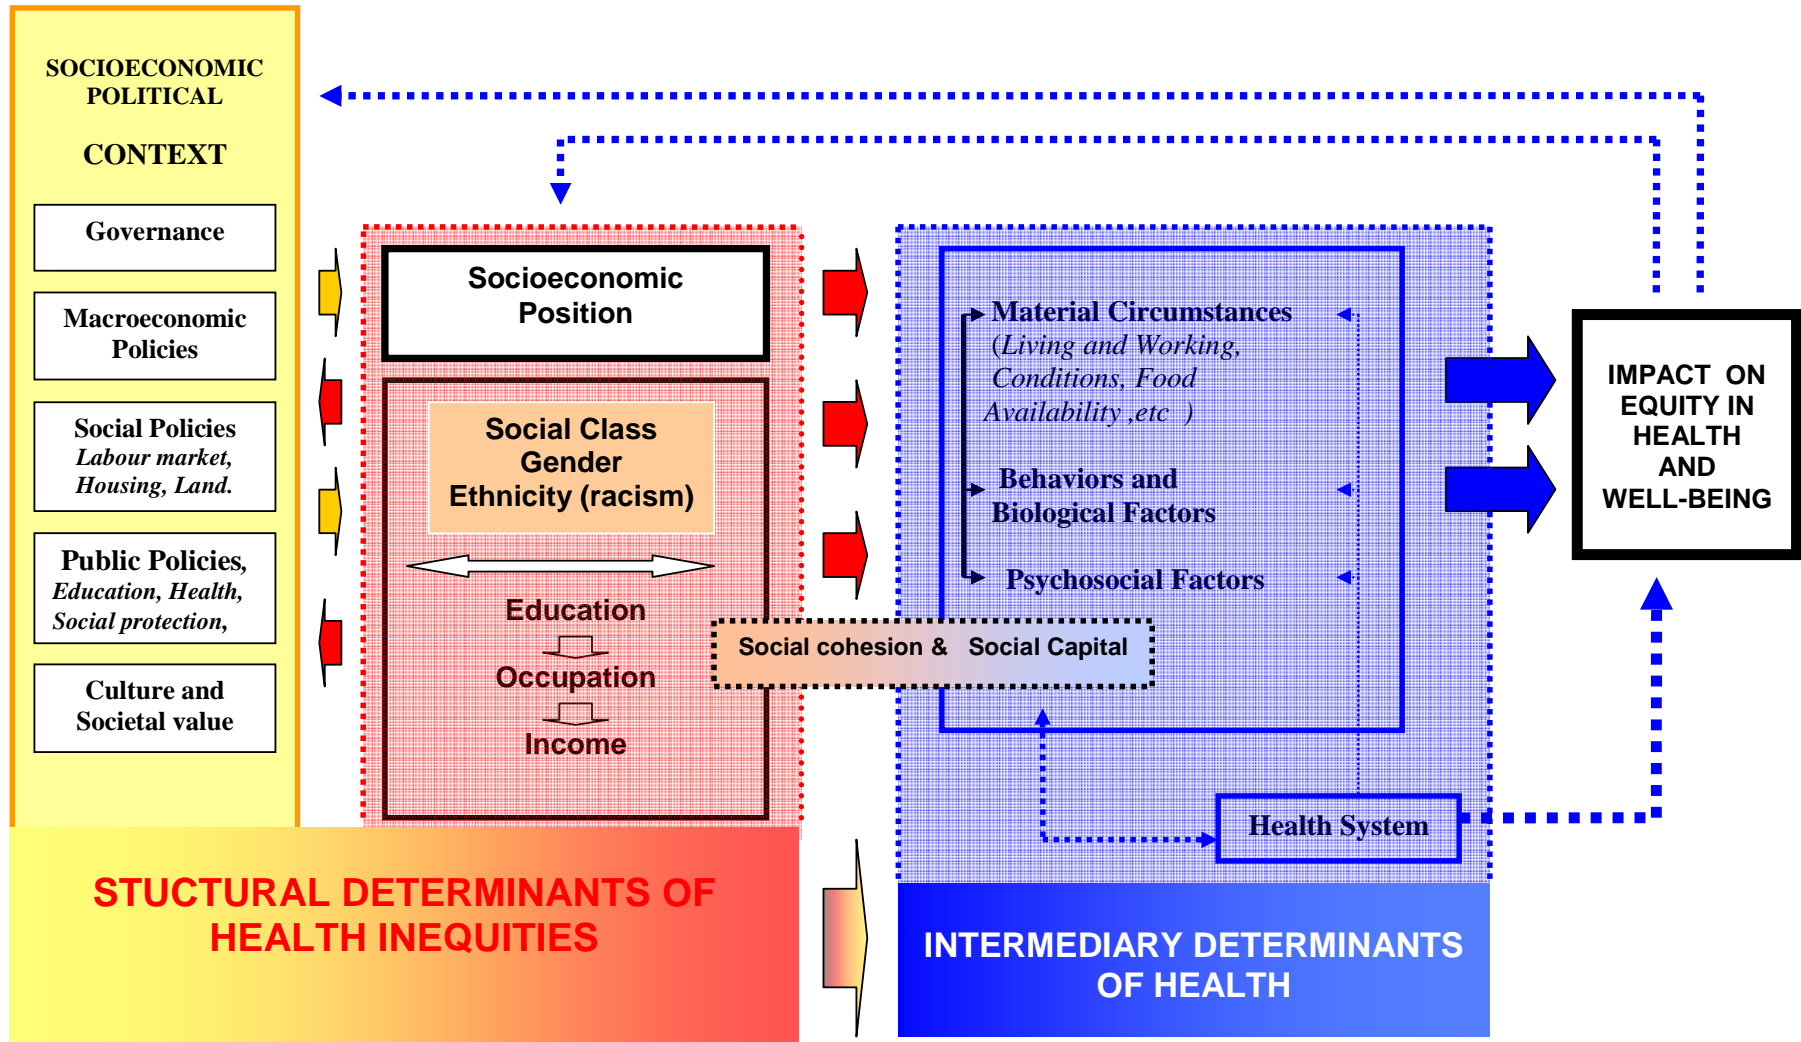 SOCIOECONOMIC
POLITICAL
CONTEXT
Governance
Macroeconomic
Policies
Social Policies
Labour market,
Housing, Land.
Public Policies,
Education, Health,
Social protection,
Culture and
Societal value
Socioeconomic
Position
Social Class
Gender
Ethnicity (racism)
Education
Occupation
Income
Social cohesion & Social Capital
Material Circumstances
(Living and Working,
Conditions, Food
Availability ,etc )
Behaviors and
Biological Factors
Psychosocial Factors
Health System
IMPACT ON
EQUITY IN
HEALTH
AND
WELL-BEING
STUCTURAL DETERMINANTS OF
HEALTH INEQUITIES
INTERMEDIARY DETERMINANTS
OF HEALTH